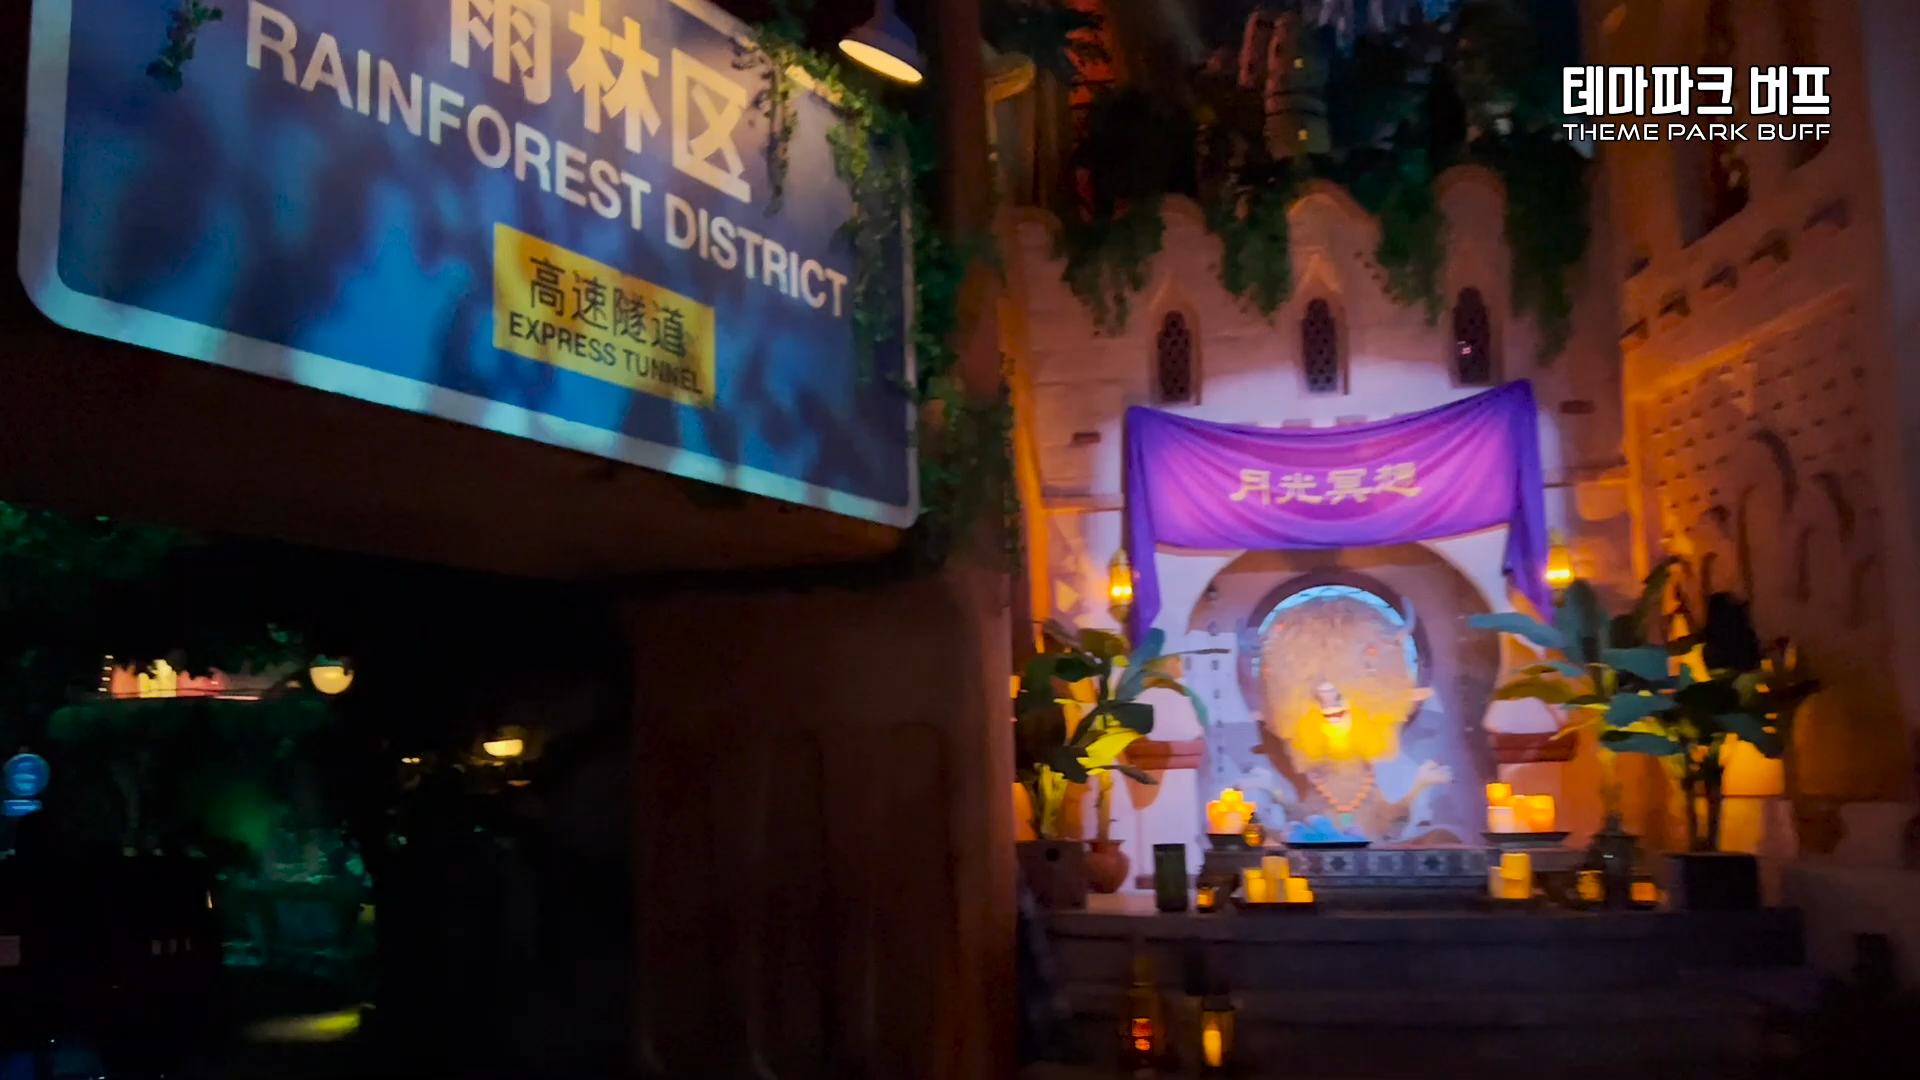 雨林区
RAINFOREST DISTRICT
高速隧道
EXPRESS TUNNEL
月光冥想
테마파크 버프
THEME PARK BUFF